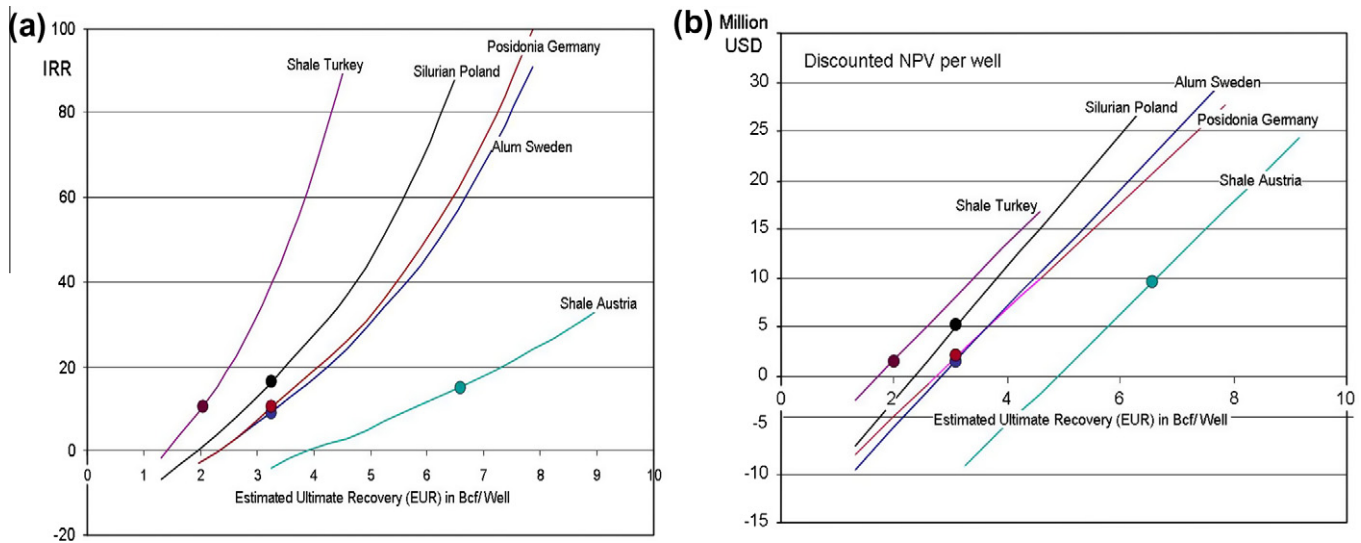 (a)
100
IRR
80
60
40
20
0
-20
0 1 2 3 4 5 6 7 8 9 10
Estimated Ultimate Recovery (EUR) in Bcf/Well
Shale Turkey
Silurian Poland
Posidonia Germany
Alum Sweden
Shale Austria
(b)
Million
USD
Discounted NPV per well
30
25
20
15
10
5
0
-5
-10
-15
0 2 4 6 8 10
Estimated Ultimate Recovery (EUR) in Bcf/Well
Alum Sweden
Silurian Poland
Posidonia Germany
Shale Austria
Shale Turkey